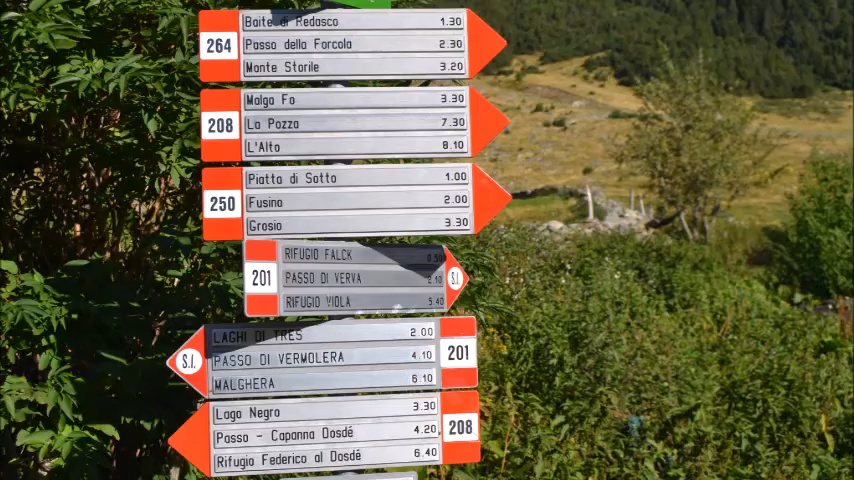 264
Baite di Redasco 1.30
Passo della Forcola 2.30
Monte Storile 3.20
208
Malga Fo 3.30
La Pozza 7.30
L'Alto 8.10
250
Piatta di Sotto 1.00
Fusino 2.00
Grosio 3.30
201
RIFUGIO FALCK 0.50
PASSO DI VERVA 2.10
RIFUGIO VIOLA 5.40
S.I.
S.I.
LAGHI DI TRES 2.00
PASSO DI VERMOLERA 4.10
MALGHERA 6.10
201
Lago Negro 3.30
Passo - Capanna Dosdé 4.20
Rifugio Federico al Dosdé 6.40
208